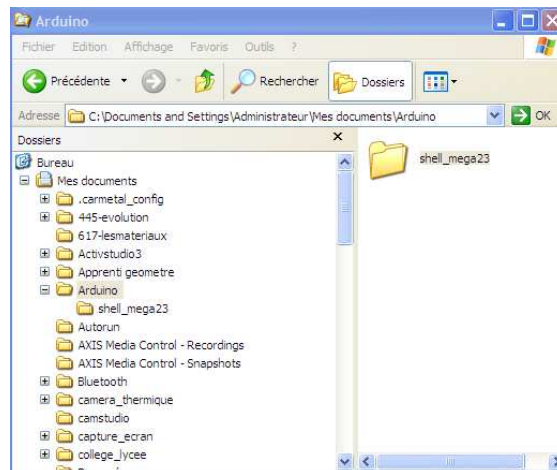 Arduino
Fichier Edition Affichage Favoris Outils ?
Précédente Rechercher Dossiers
Adresse C:\Documents and Settings\Administrateur\Mes documents\Arduino OK
Dossiers x
Bureau
Mes documents
.carmetal_config
445-evolution
617-lesmateriaux
Activstudio3
Apprenti geometre
Arduino
shell_mega23
Autorun
AXIS Media Control - Recordings
AXIS Media Control - Snapshots
Bluetooth
camera_thermique
camstudio
capture_ecran
college_lycee
shell_mega23